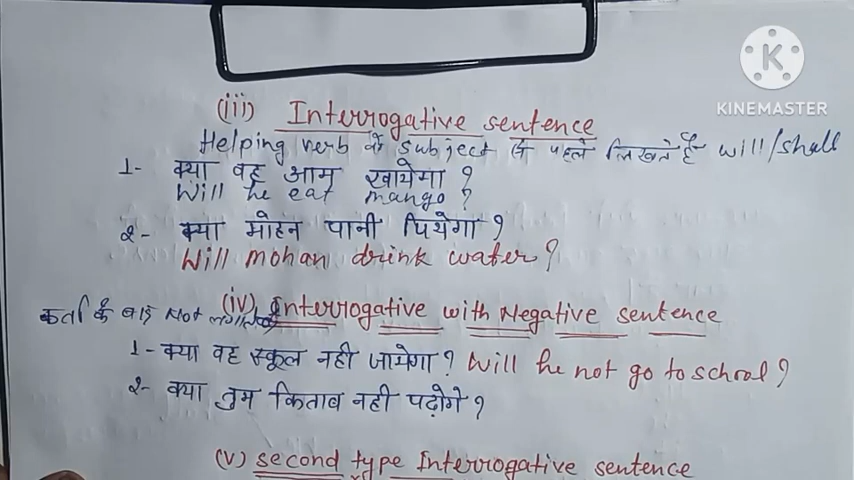 K
KINEMASTER
(iii) Interrogative sentence
Helping verb को subject से पहले लिखते हैं will/shall
1- क्या वह आम खायेगा ?
Will he eat mango ?
2- क्या मोहन पानी पियेगा ?
Will mohan drink water ?
(iv) Interrogative with Negative sentence
कर्ता के बाद Not
1- क्या वह स्कूल नही जायेगा ? Will he not go to school ?
2- क्या तुम किताब नही पढ़ोगे ?
(v) second type Interrogative sentence